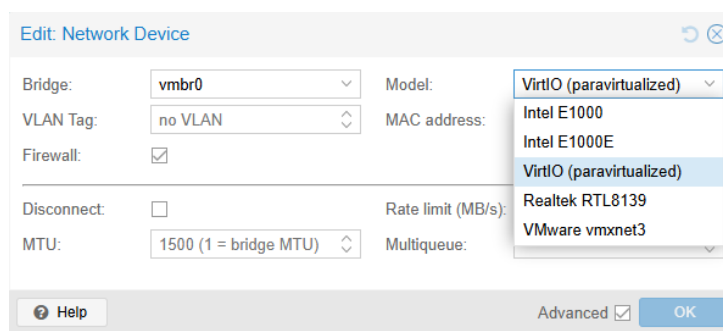 Edit: Network Device
Bridge: vmbr0 Model: VirtIO (paravirtualized)
VLAN Tag: no VLAN MAC address: Intel E1000
Intel E1000E
Firewall: VirtIO (paravirtualized)
Disconnect: Rate limit (MB/s): Realtek RTL8139
MTU: 1500 (1 = bridge MTU) Multiqueue: VMware vmxnet3
Help Advanced OK